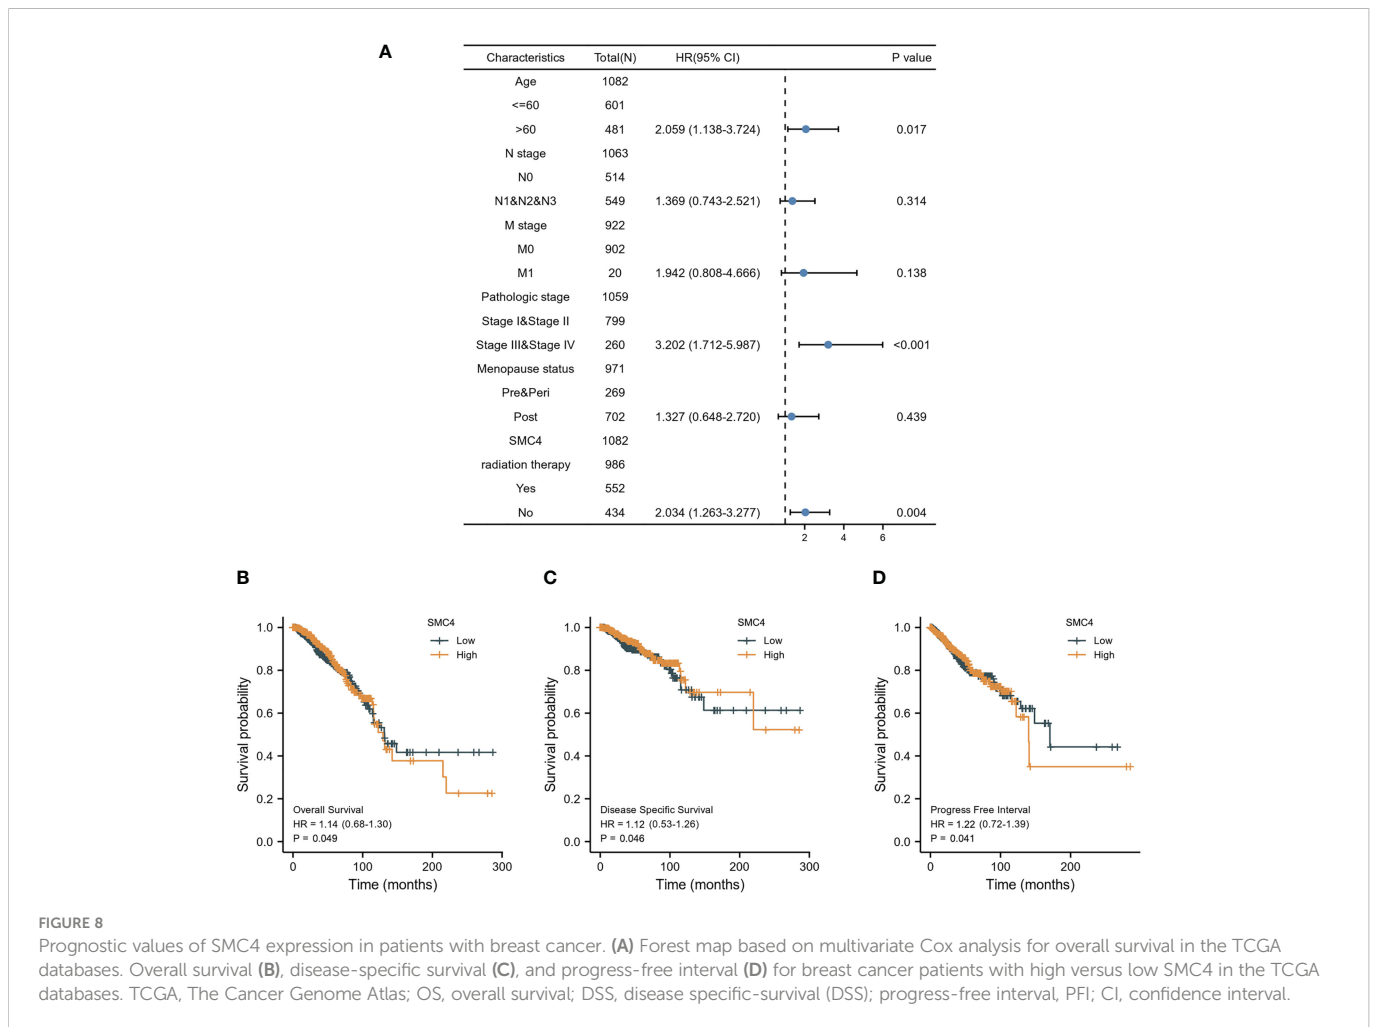 A
Characteristics Total(N) HR(95% CI) P value
Age 1082
<=60 601
>60 481 2.059 (1.138-3.724) 0.017
N stage 1063
N0 514
N1&N2&N3 549 1.369 (0.743-2.521) 0.314
M stage 922
M0 902
M1 20 1.942 (0.808-4.666) 0.138
Pathologic stage 1059
Stage I&Stage II 799
Stage III&Stage IV 260 3.202 (1.712-5.987) <0.001
Menopause status 971
Pre&Peri 269
Post 702 1.327 (0.648-2.720) 0.439
SMC4 1082
radiation therapy 986
Yes 552
No 434 2.034 (1.263-3.277) 0.004
2 4 6
B
SMC4
Low
High
1.0
0.8
0.6
0.4
0.2
0.0
Survival probability
Overall Survival
HR = 1.14 (0.68-1.30)
P = 0.049
0 100 200 300
Time (months)
C
SMC4
Low
High
1.0
0.8
0.6
0.4
0.2
0.0
Survival probability
Disease Specific Survival
HR = 1.12 (0.53-1.26)
P = 0.046
0 100 200 300
Time (months)
D
SMC4
Low
High
1.0
0.8
0.6
0.4
0.2
0.0
Survival probability
Progress Free Interval
HR = 1.22 (0.72-1.39)
P = 0.041
0 100 200
Time (months)
FIGURE 8
Prognostic values of SMC4 expression in patients with breast cancer. (A) Forest map based on multivariate Cox analysis for overall survival in the TCGA
databases. Overall survival (B), disease-specific survival (C), and progress-free interval (D) for breast cancer patients with high versus low SMC4 in the TCGA
databases. TCGA, The Cancer Genome Atlas; OS, overall survival; DSS, disease specific-survival (DSS); progress-free interval, PFI; CI, confidence interval.